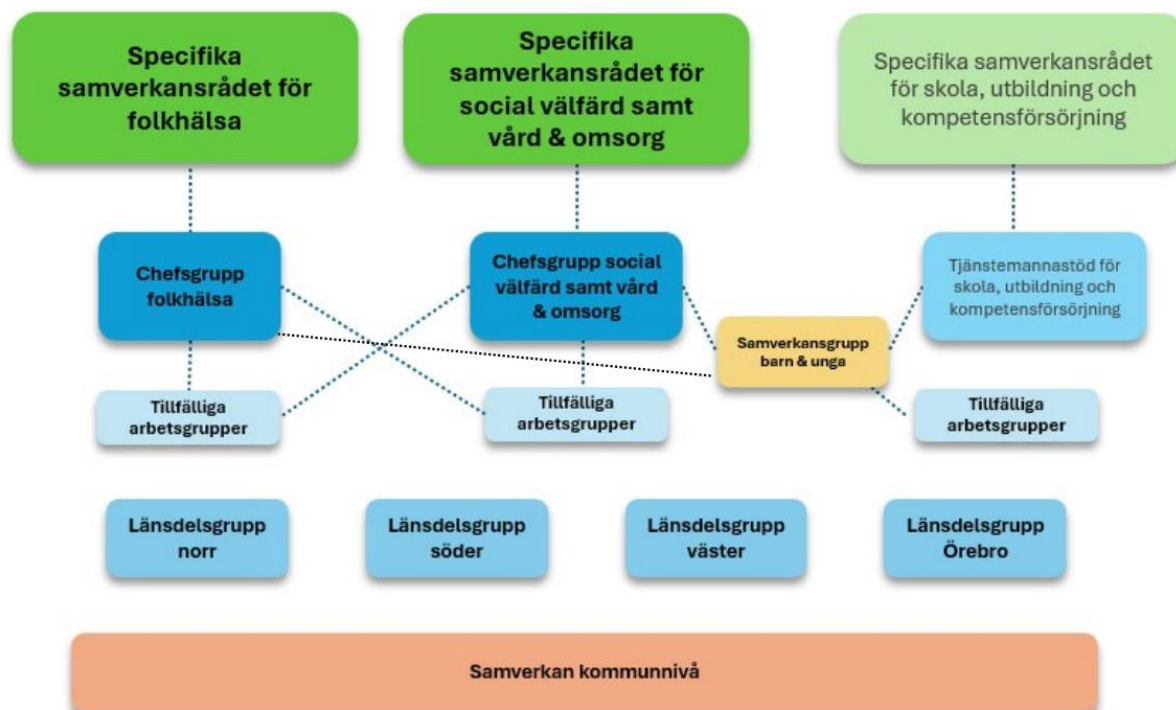 Specifika
samverkansrådet för
folkhälsa
Specifika
samverkansrådet för
social välfärd samt
vård & omsorg
Specifika samverkansrådet
för skola, utbildning och
kompetensförsörjning
Chefsgrupp
folkhälsa
Chefsgrupp social
välfärd samt vård
& omsorg
Tjänstemannastöd för
skola, utbildning och
kompetensförsörjning
Samverkansgrupp
barn & unga
Tillfälliga
arbetsgrupper
Tillfälliga
arbetsgrupper
Tillfälliga
arbetsgrupper
Länsdelsgrupp
norr
Länsdelsgrupp
söder
Länsdelsgrupp
väster
Länsdelsgrupp
Örebro
Samverkan kommunnivå